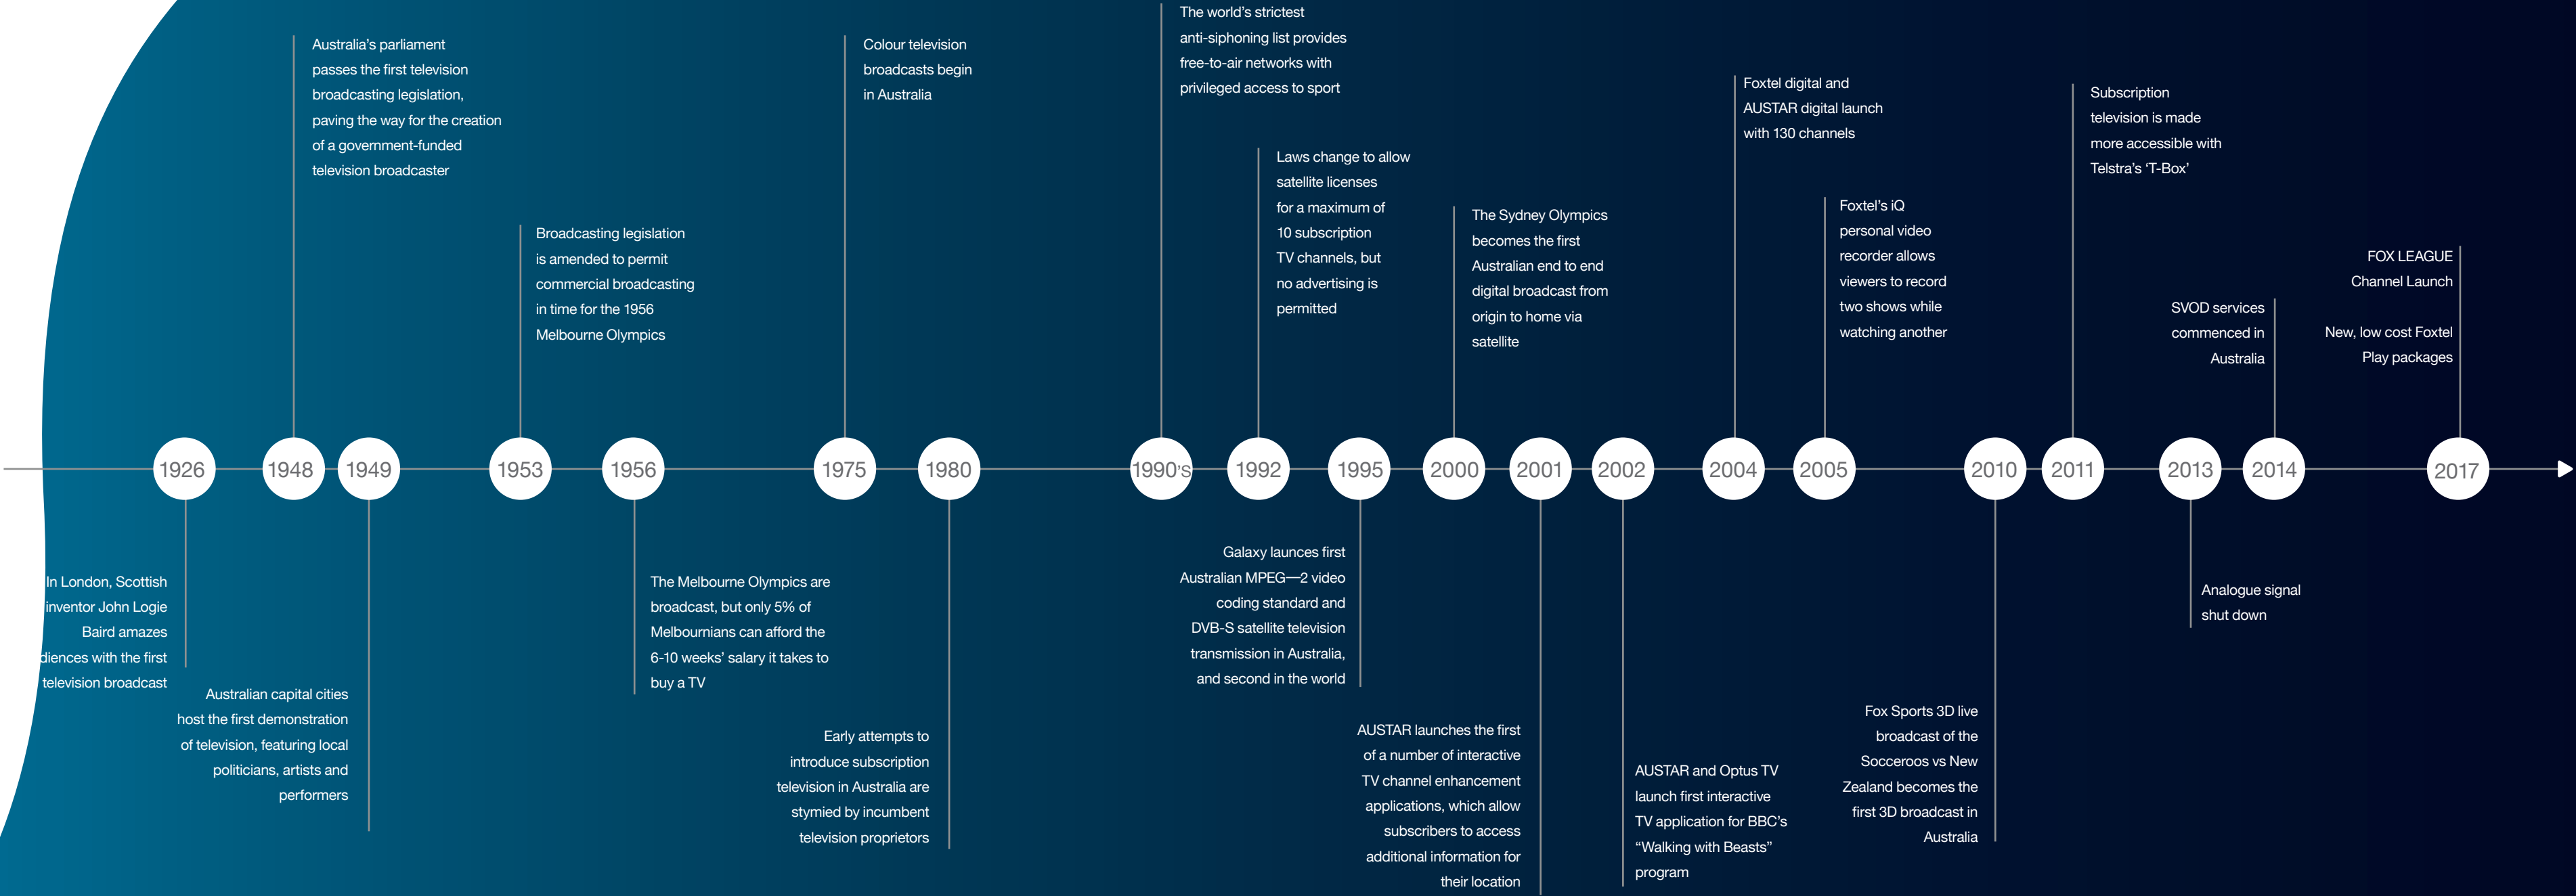 The world’s strictest
anti-siphoning list provides
free-to-air networks with
privileged access to sport
Australia’s parliament
passes the first television
broadcasting legislation,
paving the way for the creation
of a government-funded
television broadcaster
Colour television
broadcasts begin
in Australia
Foxtel digital and
AUSTAR digital launch
with 130 channels
Subscription
television is made
more accessible with
Telstra’s ‘T-Box’
Laws change to allow
satellite licenses
for a maximum of
10 subscription
TV channels, but
no advertising is
permitted
Foxtel’s iQ
personal video
recorder allows
viewers to record
two shows while
watching another
The Sydney Olympics
becomes the first
Australian end to end
digital broadcast from
origin to home via
satellite
Broadcasting legislation
is amended to permit
commercial broadcasting
in time for the 1956
Melbourne Olympics
FOX LEAGUE
Channel Launch
New, low cost Foxtel
Play packages
SVOD services
commenced in
Australia
1926
1948
1949
1953
1956
1975
1980
1990’S
1992
1995
2000
2001
2002
2004
2005
2010
2011
2013
2014
2017
In London, Scottish
inventor John Logie
Baird amazes
diences with the first
television broadcast
Australian capital cities
host the first demonstration
of television, featuring local
politicians, artists and
performers
The Melbourne Olympics are
broadcast, but only 5% of
Melbournians can afford the
6-10 weeks’ salary it takes to
buy a TV
Early attempts to
introduce subscription
television in Australia are
stymied by incumbent
television proprietors
Galaxy launces first
Australian MPEG—2 video
coding standard and
DVB-S satellite television
transmission in Australia,
and second in the world
AUSTAR launches the first
of a number of interactive
TV channel enhancement
applications, which allow
subscribers to access
additional information for
their location
AUSTAR and Optus TV
launch first interactive
TV application for BBC’s
“Walking with Beasts”
program
Fox Sports 3D live
broadcast of the
Socceroos vs New
Zealand becomes the
first 3D broadcast in
Australia
Analogue signal
shut down